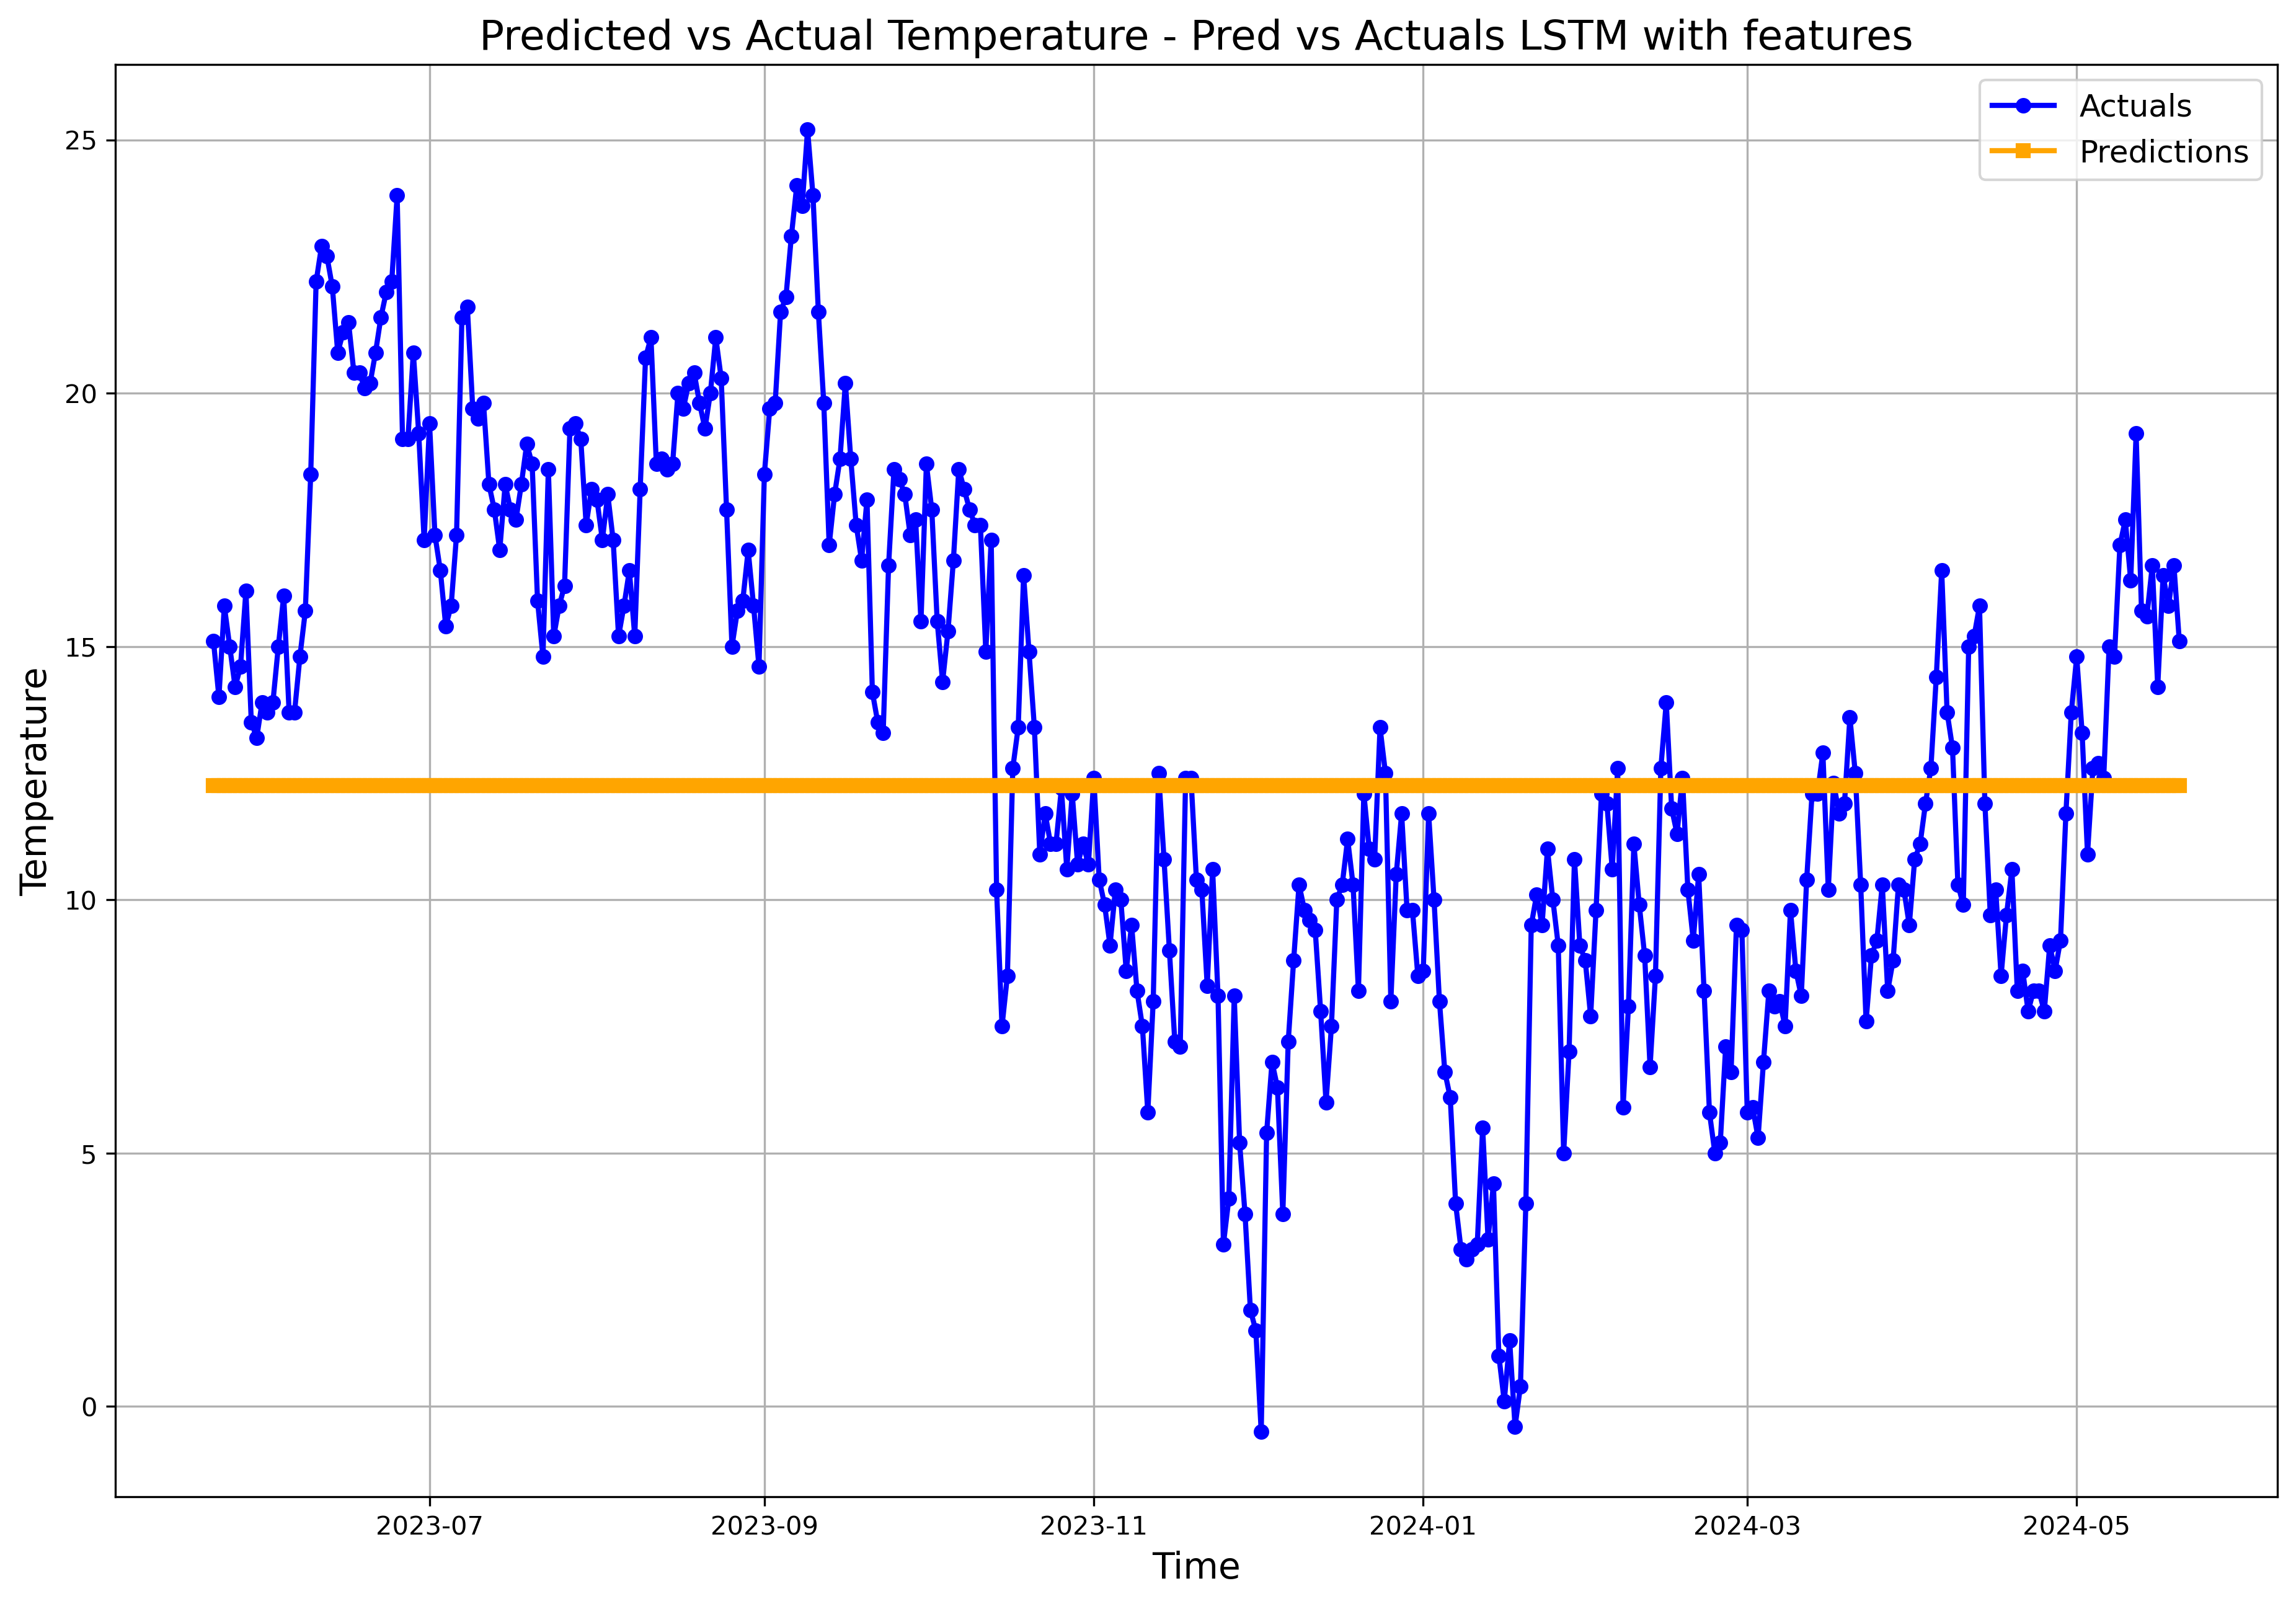 Predicted vs Actual Temperature - Pred vs Actuals LSTM with features
Actuals
Predictions
25
20
15
10
5
0
Temperature
2023-07
2023-09
2023-11
2024-01
2024-03
2024-05
Time